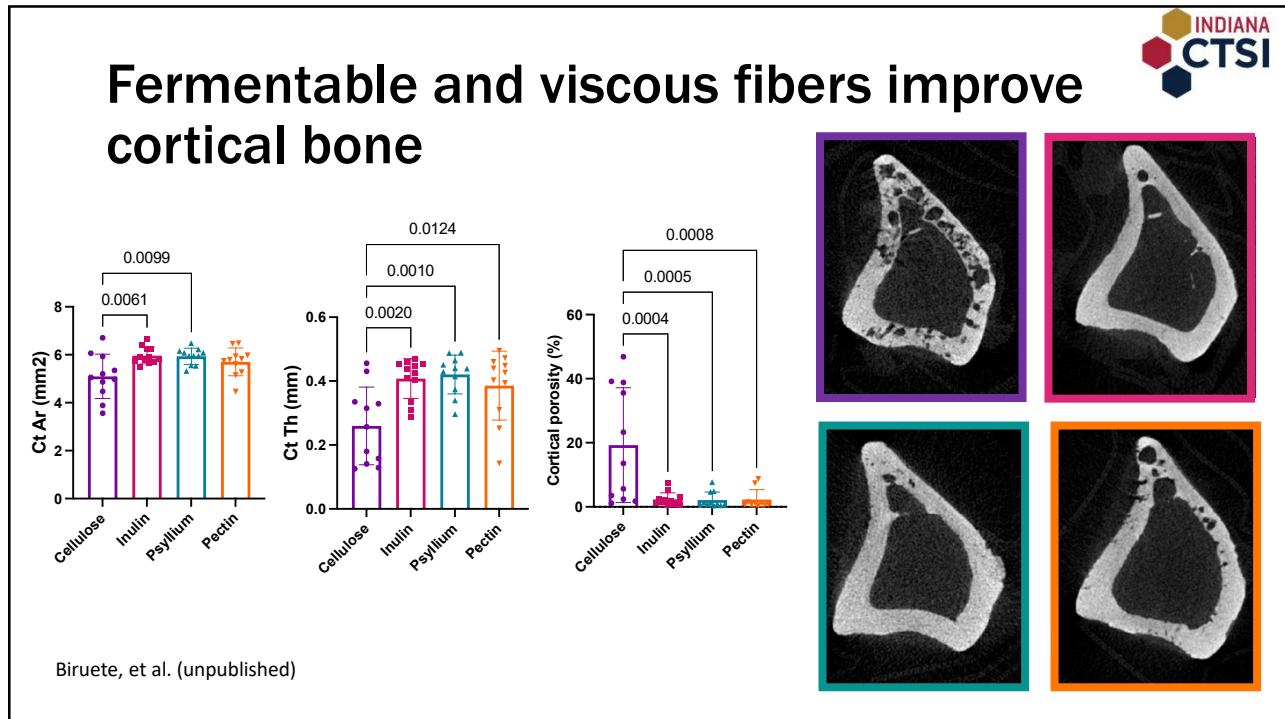 INDIANA
CTSI
Fermentable and viscous fibers improve
cortical bone
0.0099
0.0061
8
6
4
2
0
Ct Ar (mm2)
Cellulose
Inulin
Psyllium
Pectin
0.0124
0.0010
0.0020
0.6
0.4
0.2
0.0
Ct Th (mm)
Cellulose
Inulin
Psyllium
Pectin
0.0008
0.0005
0.0004
60
40
20
0
Cortical porosity (%)
Cellulose
Inulin
Psyllium
Pectin
Biruete, et al. (unpublished)